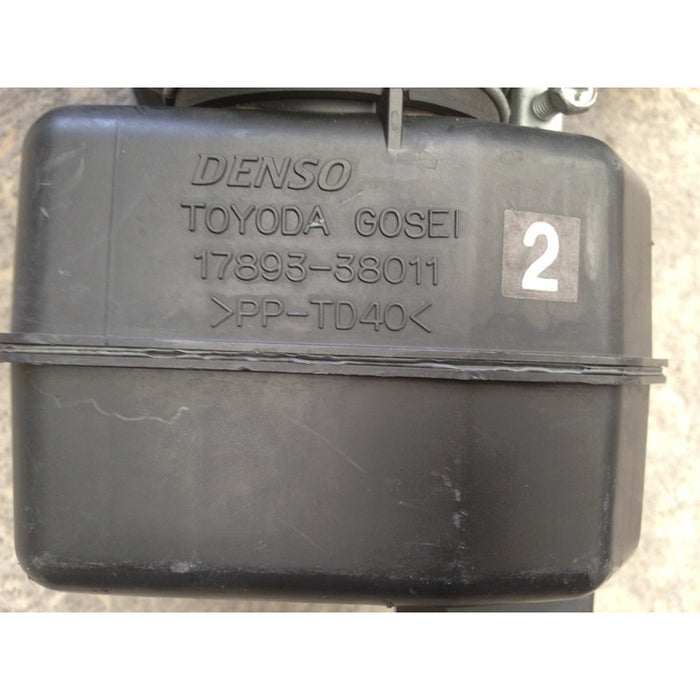 DENSO
TOYODA GOSEI
17893-38011
>PP-TD40<
2